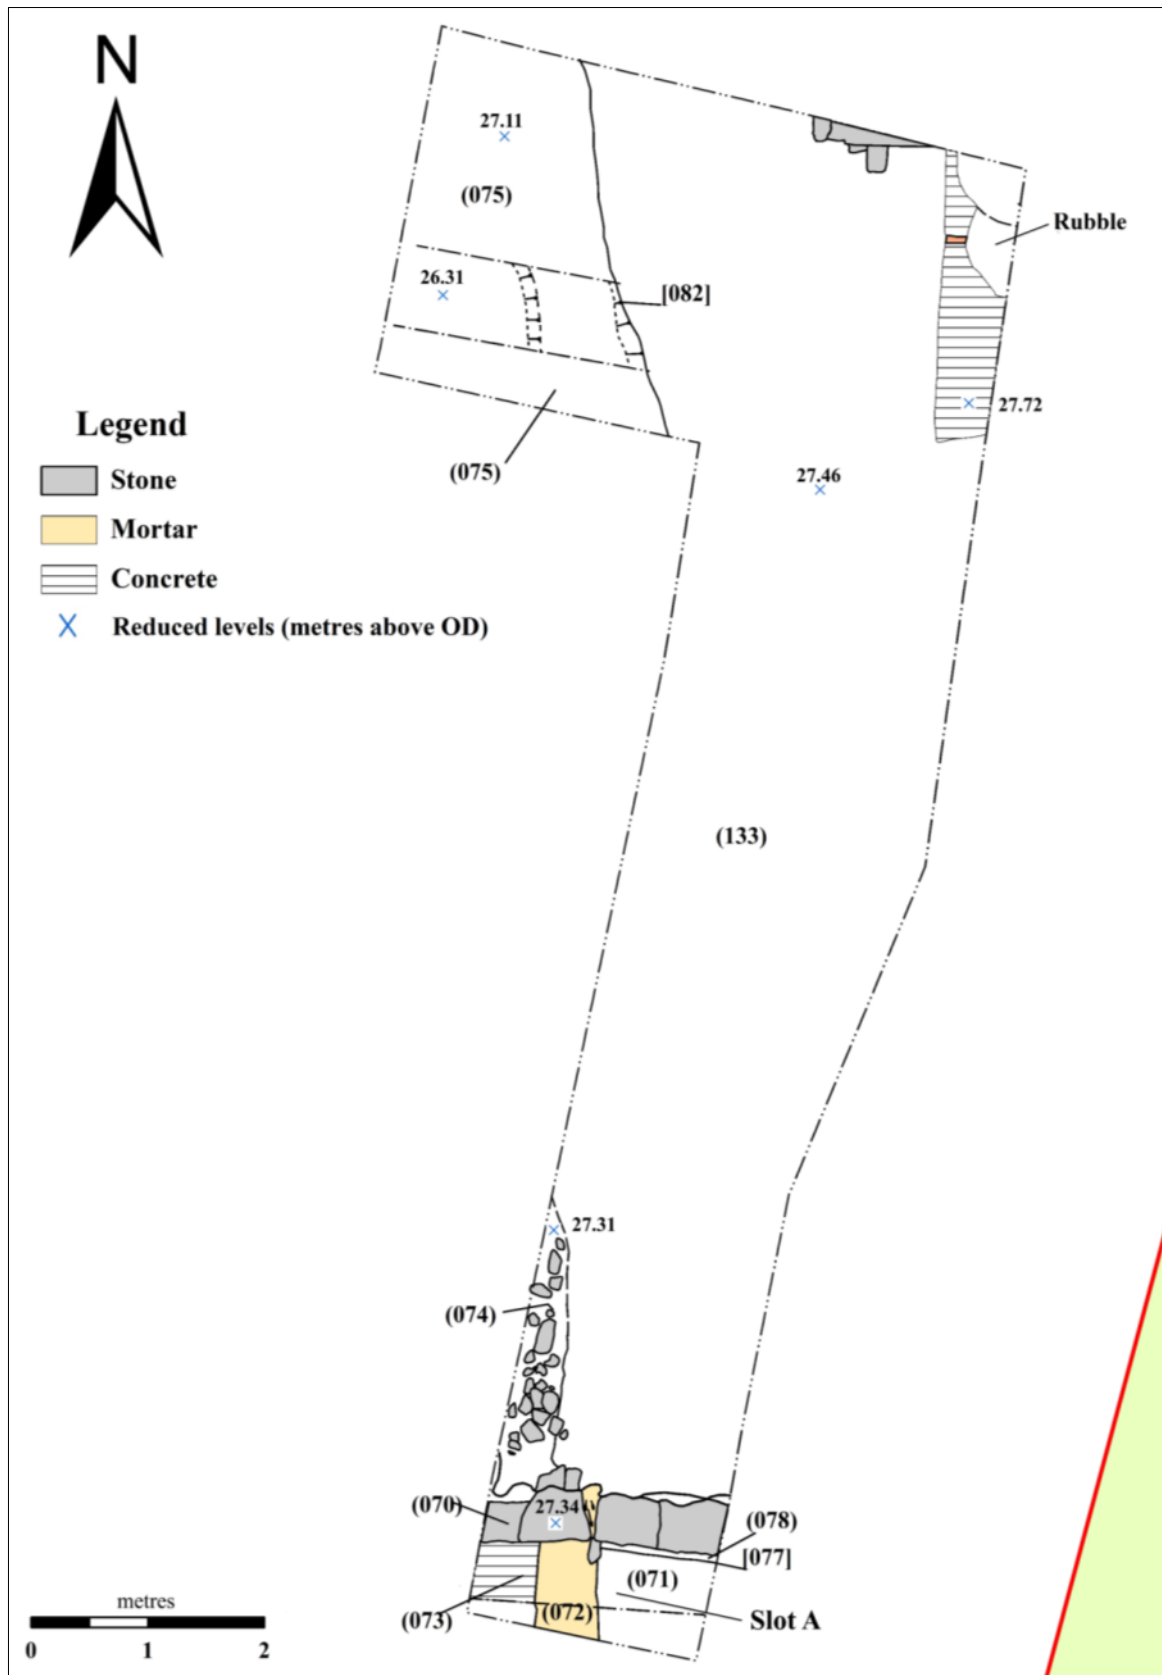 N
27.11
(075)
Rubble
26.31
[082]
27.72
Legend
(075)
27.46
Stone
Mortar
Concrete
Reduced levels (metres above OD)
(133)
27.31
(074)
(070)
27.34
(078)
[077]
(071)
metres
(073)
(072)
Slot A
0 1 2